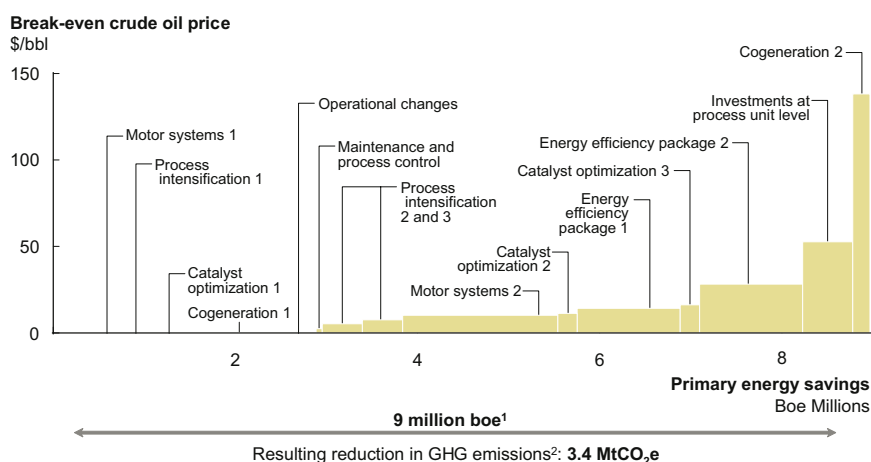 Break-even crude oil price
$/bbl
Cogeneration 2
150
Operational changes
Investments at
process unit level
Motor systems 1
Energy efficiency package 2
Maintenance and
process control
100
Process
intensification 1
Catalyst optimization 3
Process
intensification
2 and 3
Energy
efficiency
package 1
50
Catalyst
optimization 1
Catalyst
optimization 2
Motor systems 2
Cogeneration 1
0
2
4
6
8
Primary energy savings
Boe Millions
9 million boe¹
Resulting reduction in GHG emissions²: 3.4 MtCO₂e